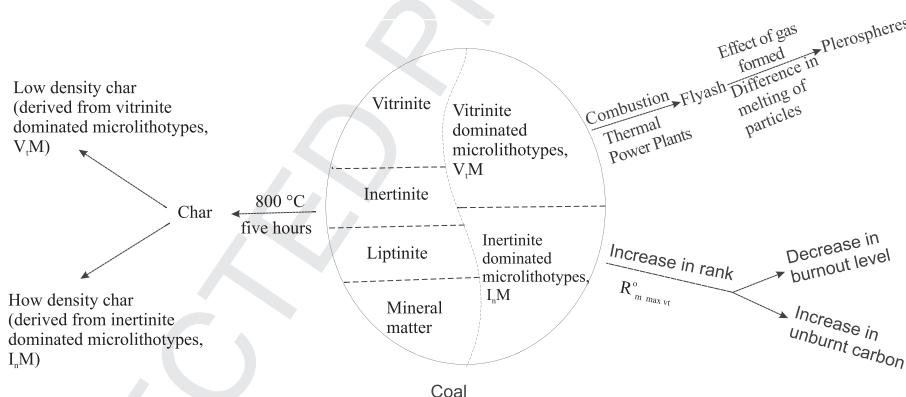 Low density char
(derived from vitrinite
dominated microlithotypes,
VtM)
Char
How density char
(derived from inertinite
dominated microlithotypes,
InM)
800 °C
five hours
Vitrinite
Inertinite
Liptinite
Mineral
matter
Vitrinite
dominated
microlithotypes,
VtM
Inertinite
dominated
microlithotypes,
InM
Coal
Combustion
Thermal
Power Plants
Flyash
Effect of gas
formed
Difference in
melting of
particles
Plerospheres
Increase in rank
R°m max vt
Decrease in
burnout level
Increase in
unburnt carbon